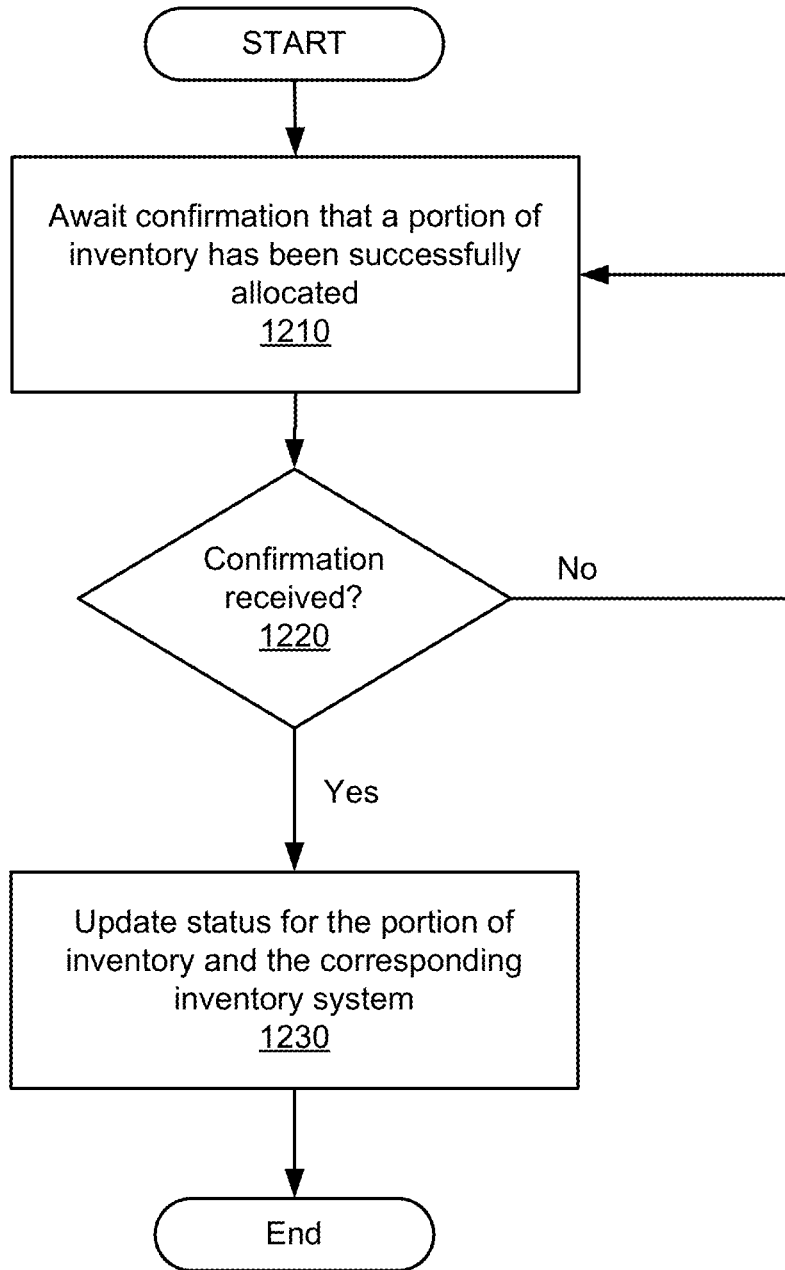 START
Await confirmation that a portion of
inventory has been successfully
allocated
1210
Confirmation
received?
1220
No
Yes
Update status for the portion of
inventory and the corresponding
inventory system
1230
End